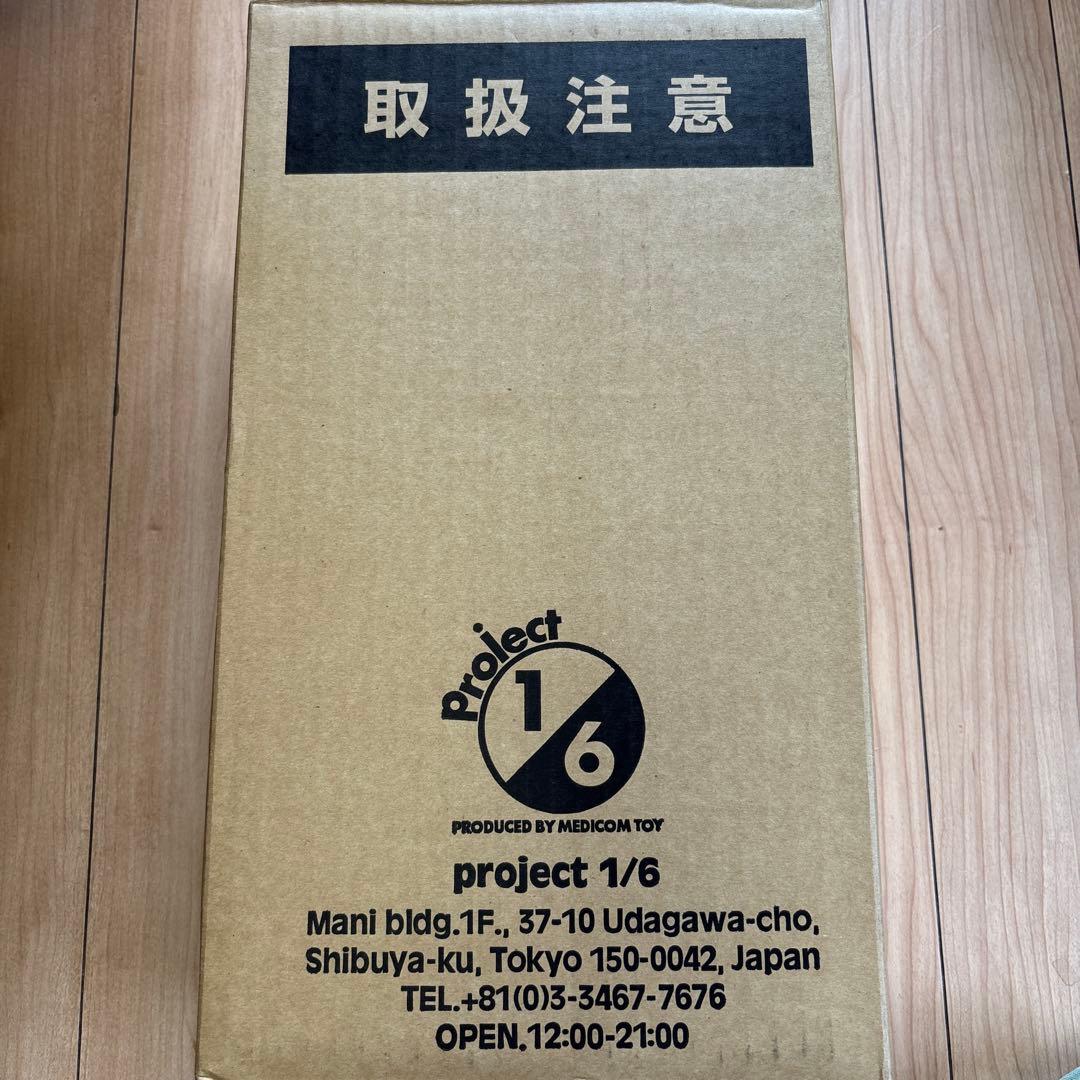 取扱注意
project
1/6
PRODUCED BY MEDICOM TOY
project 1/6
Mani bldg.1F., 37-10 Udagawa-cho,
Shibuya-ku, Tokyo 150-0042, Japan
TEL.+81(0)3-3467-7676
OPEN.12:00-21:00